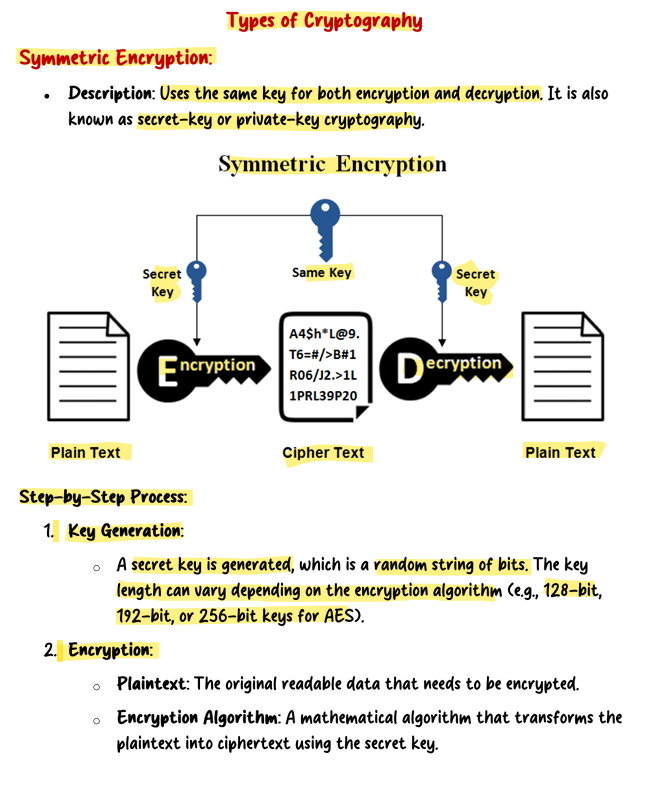 Types of Cryptography
Symmetric Encryption:
• Description: Uses the same key for both encryption and decryption. It is also
known as secret-key or private-key cryptography.
Symmetric Encryption
Secret
Key
Same Key
Secret
Key
Encryption
A4$h*L@9.
T6=#/>B#1
R06/J2.>1L
1PRL39P20
Decryption
Plain Text
Cipher Text
Plain Text
Step-by-Step Process:
1. Key Generation:
○ A secret key is generated, which is a random string of bits. The key
length can vary depending on the encryption algorithm (e.g., 128-bit,
192-bit, or 256-bit keys for AES).
2. Encryption:
○ Plaintext: The original readable data that needs to be encrypted.
○ Encryption Algorithm: A mathematical algorithm that transforms the
plaintext into ciphertext using the secret key.